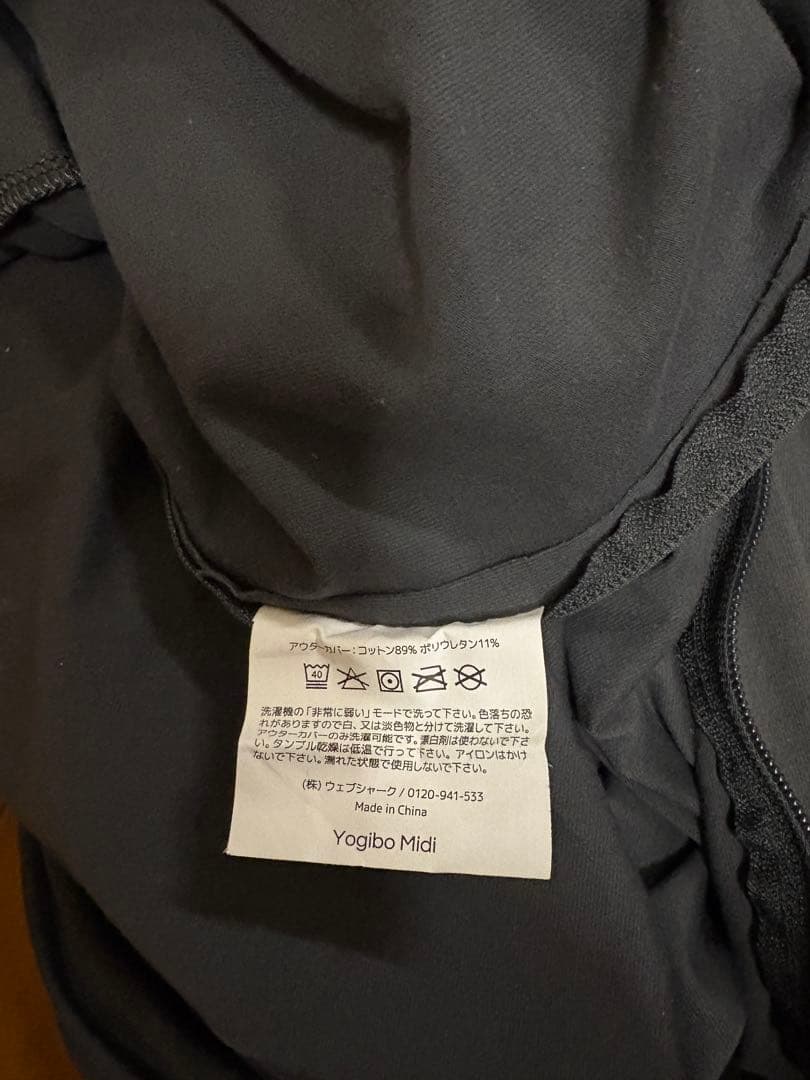 アウターカバー：コットン89% ポリウレタン11%
40
洗濯機の「非常に弱い」モードで洗って下さい。色落ちの恐
れがありますので白、又は淡色物と分けて洗濯して下さい。
アウターカバーのみ洗濯可能です。漂白剤は使わないで下さ
い。タンブル乾燥は低温で行って下さい。アイロンはかけ
ないで下さい。濡れた状態で使用しないで下さい。
(株) ウェブシャーク / 0120-941-533
Made in China
Yogibo Midi